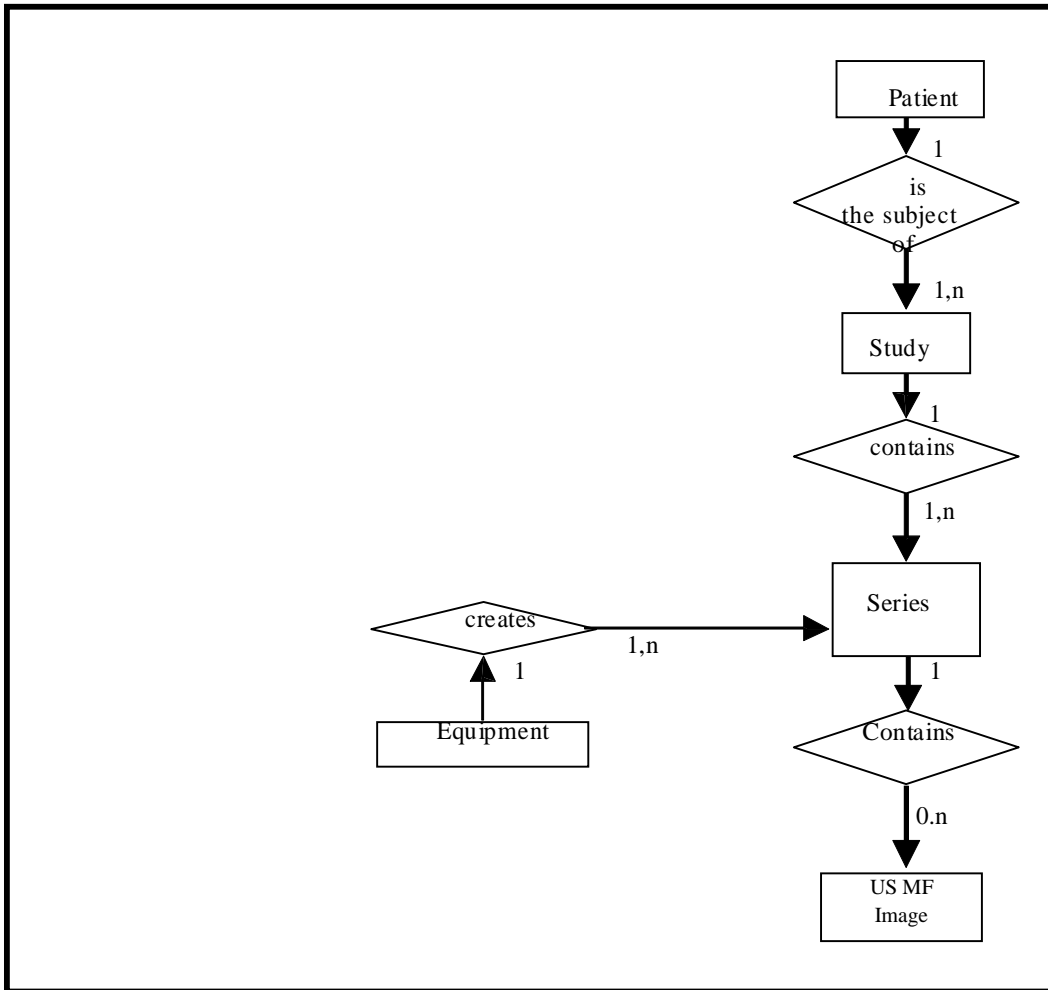 Patient
1
is
the subject
of
1,n
Study
1
contains
1,n
Series
creates
1,n
1
Equipment
1
Contains
0.n
US MF
Image